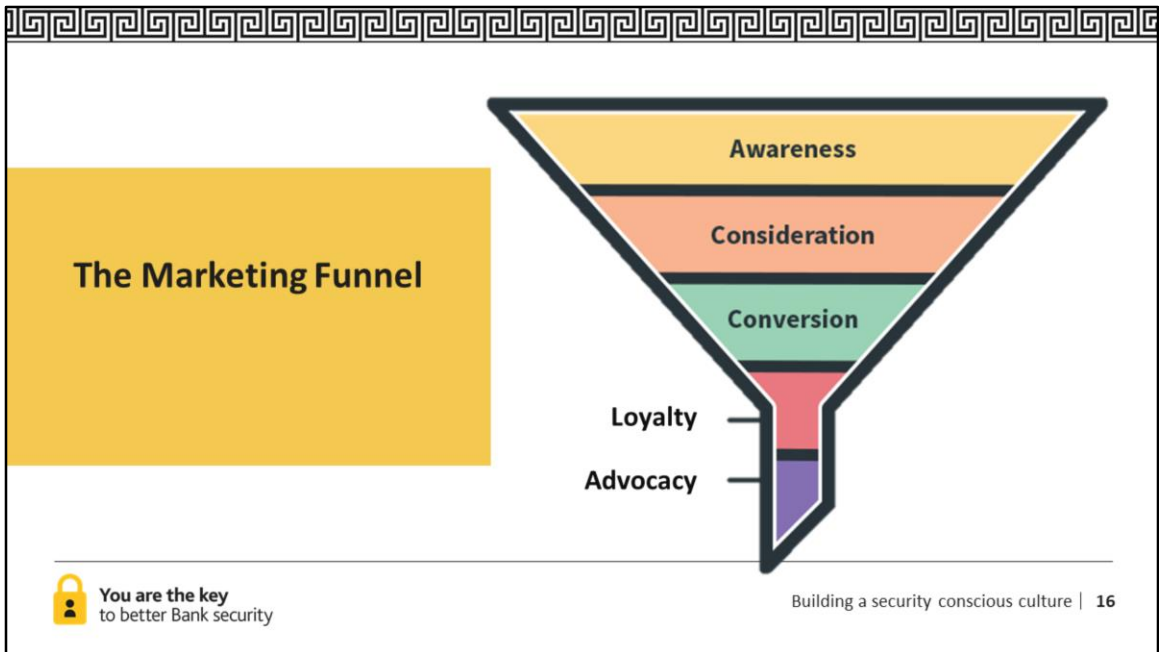 The Marketing Funnel
Awareness
Consideration
Conversion
Loyalty
Advocacy
You are the key
to better Bank security
Building a security conscious culture | 16